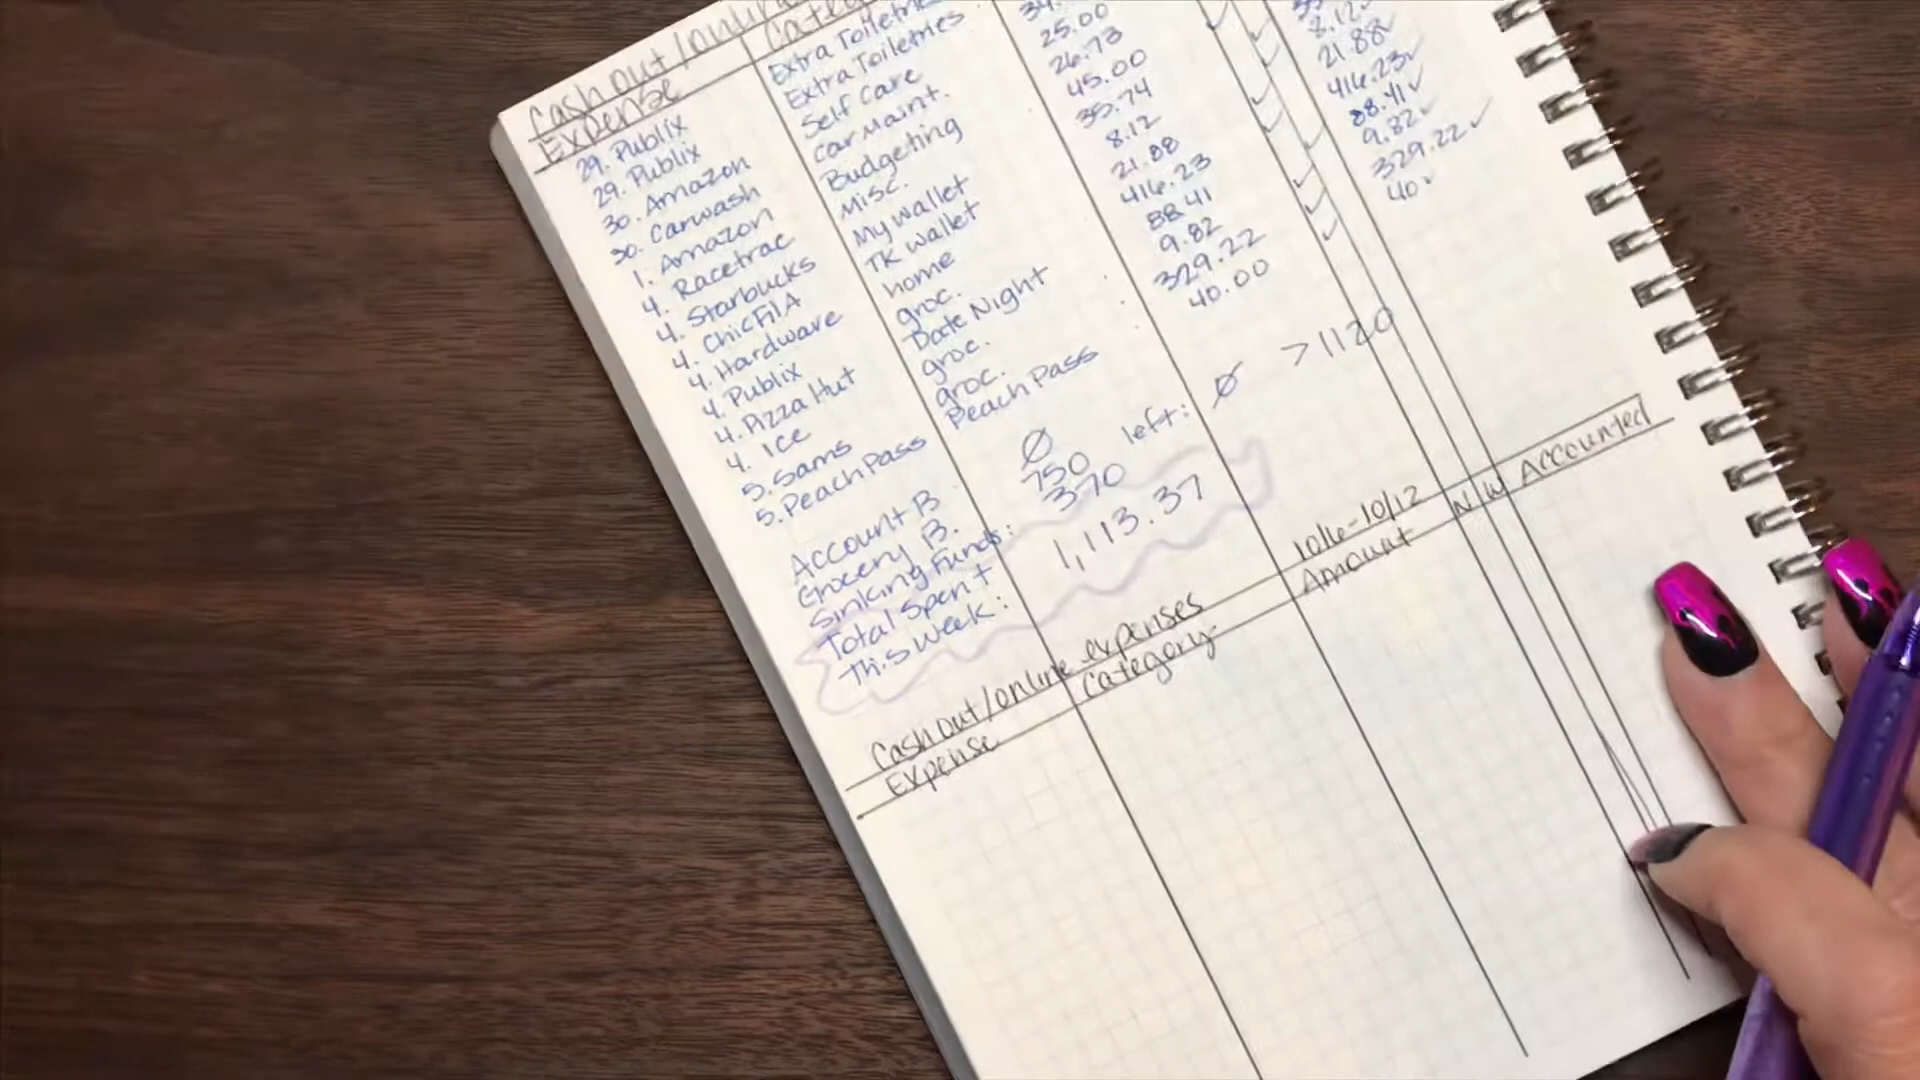 Cash out/online
Expense Category
29. Publix Extra Toiletries
29. Publix Extra Toiletries
30. Amazon Self Care 25.00
30. Carwash Car Maint. 26.73
1. Amazon Budgeting 45.00
4. Racetrac Misc. 35.74
4. Starbucks My wallet 8.12 ✓ 8.12 ✓
4. ChicFilA TK wallet 21.88 ✓ 21.88 ✓
4. Hardware home 416.23 ✓ 416.23 ✓
4. Publix groc. 88.41 ✓ 88.41 ✓
4. Pizza Hut Date Night 9.82 ✓ 9.82 ✓
4. Ice groc. 329.22 ✓ 329.22 ✓
5. Sams groc. 40.00 ✓ 40 ✓
5. Peach Pass Peach Pass
Account B Ø left: Ø > 1120
Grocery B. 750
Sinking Funds: 370
Total Spent
This week: 1,113.37
Cash out/online expenses 10/6-10/12
Expense Category Amount N/W Accounted